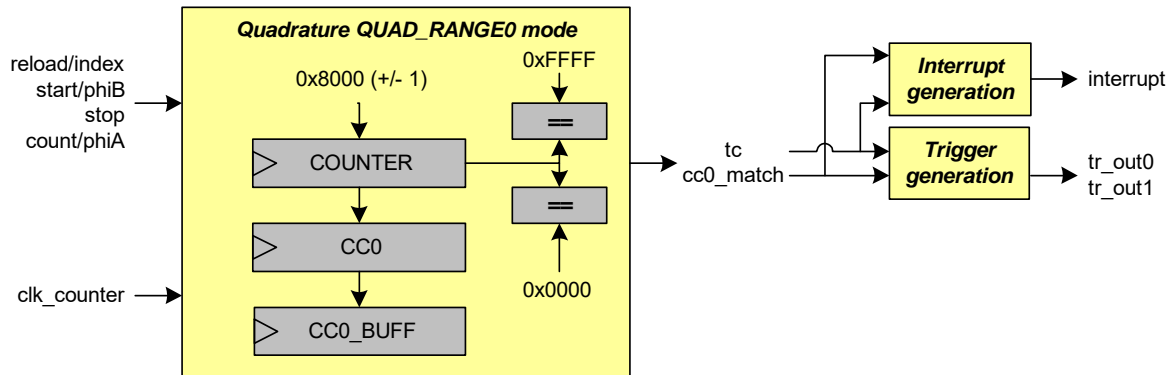 Quadrature QUAD_RANGE0 mode
reload/index
start/phiB
stop
count/phiA
clk_counter
0x8000 (+/- 1)
COUNTER
CC0
CC0_BUFF
0xFFFF
==
==
0x0000
tc
cc0_match
Interrupt
generation
Trigger
generation
interrupt
tr_out0
tr_out1